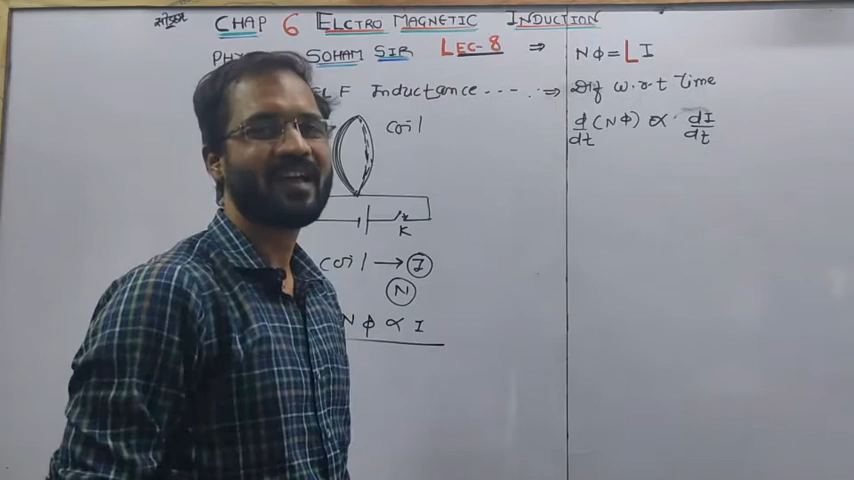 CHAP 6 ELCTRO MAGNETIC INDUCTION
SOHAM SIR LEC-8 ⇒
Inductance ---- ⇒
coil
K
coil → I
N
N ϕ ∝ I
Nϕ = LI
Dif w.r.t Time
d/dt (Nϕ) ∝ dI/dt